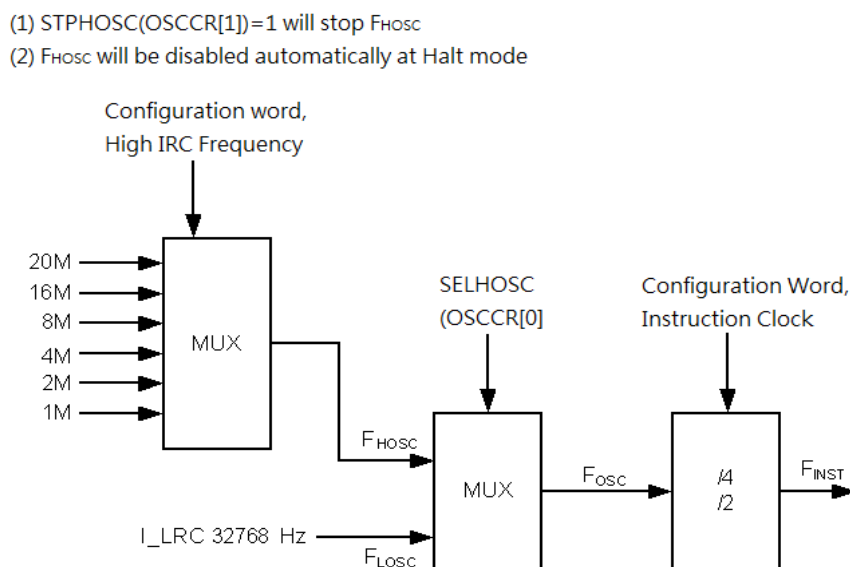 (1) STPHOSC(OSCCR[1])=1 will stop FHOSC
(2) FHOSC will be disabled automatically at Halt mode
Configuration word,
High IRC Frequency
20M
16M
8M
4M
2M
1M
MUX
SELHOSC
(OSCCR[0]
Configuration Word,
Instruction Clock
FHOSC
MUX
FOSC
/4
/2
FINST
I_LRC 32768 Hz
FLOSC